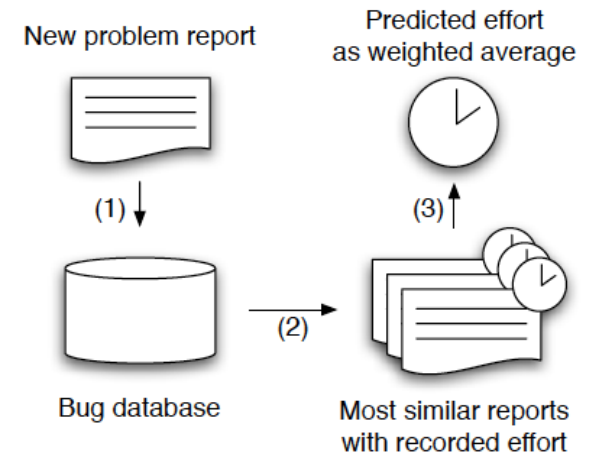 New problem report
Predicted effort
as weighted average
(1)
(3)
(2)
Bug database
Most similar reports
with recorded effort